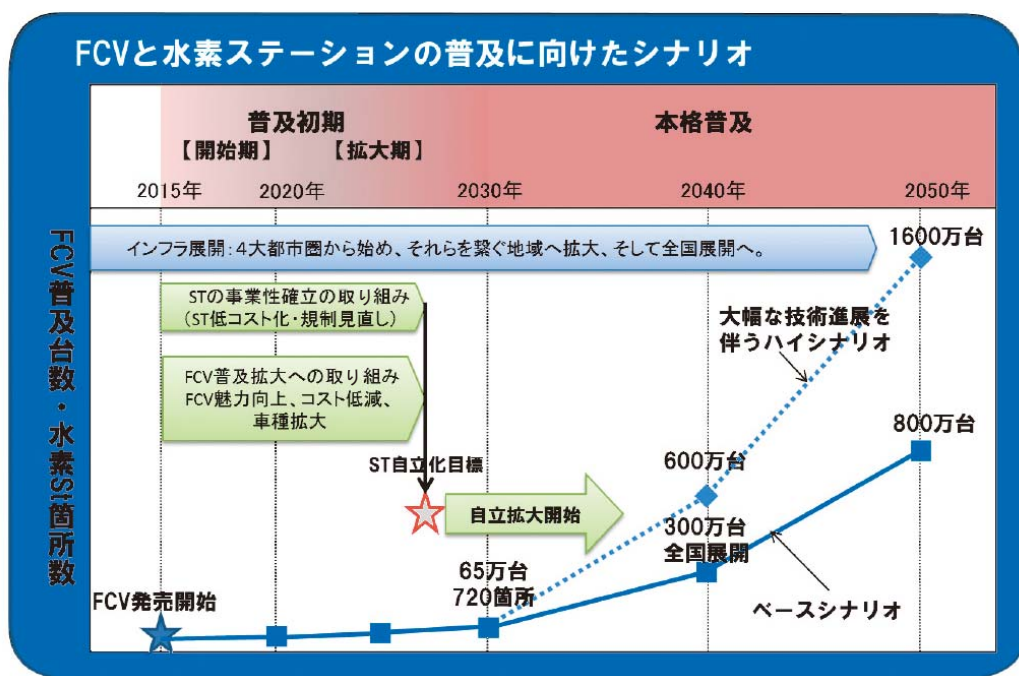 FCVと水素ステーションの普及に向けたシナリオ
普及初期
本格普及
【開始期】
【拡大期】
2015年
2020年
2030年
2040年
2050年
インフラ展開：４大都市圏から始め、それらを繋ぐ地域へ拡大、そして全国展開へ。
1600万台
STの事業性確立の取り組み
（ST低コスト化・規制見直し）
大幅な技術進展を
伴うハイシナリオ
FCV普及拡大への取り組み
FCV魅力向上、コスト低減、
車種拡大
800万台
ST自立化目標
600万台
自立拡大開始
300万台
全国展開
65万台
720箇所
ベースシナリオ
FCV発売開始
FCV普及台数・水素St箇所数